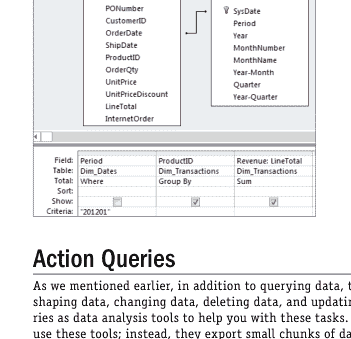 PONumber
CustomerID
OrderDate
ShipDate
ProductID
OrderQty
UnitPrice
UnitPriceDiscount
LineTotal
InternetOrder
SysDate
Period
Year
MonthNumber
MonthName
Year-Month
Quarter
Year-Quarter
Field: Period ProductID Revenue: LineTotal
Table: Dim_Dates Dim_Transactions Dim_Transactions
Total: Where Group By Sum
Sort:
Show:
Criteria: "201201"
Action Queries
As we mentioned earlier, in addition to querying data, t
shaping data, changing data, deleting data, and updatin
ries as data analysis tools to help you with these tasks.
use these tools; instead, they export small chunks of da